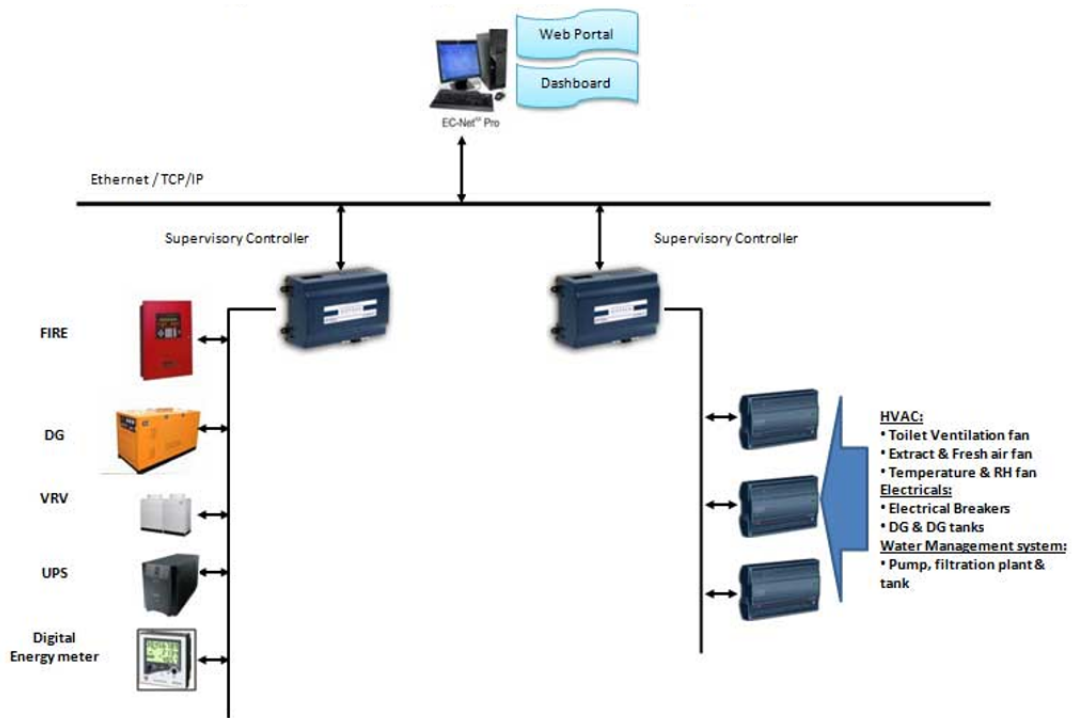 Web Portal
Dashboard
EC-Net AX Pro
Ethernet / TCP/IP
Supervisory Controller
Supervisory Controller
FIRE
DG
VRV
UPS
Digital
Energy meter
HVAC:
• Toilet Ventilation fan
• Extract & Fresh air fan
• Temperature & RH fan
Electricals:
• Electrical Breakers
• DG & DG tanks
Water Management system:
• Pump, filtration plant &
tank